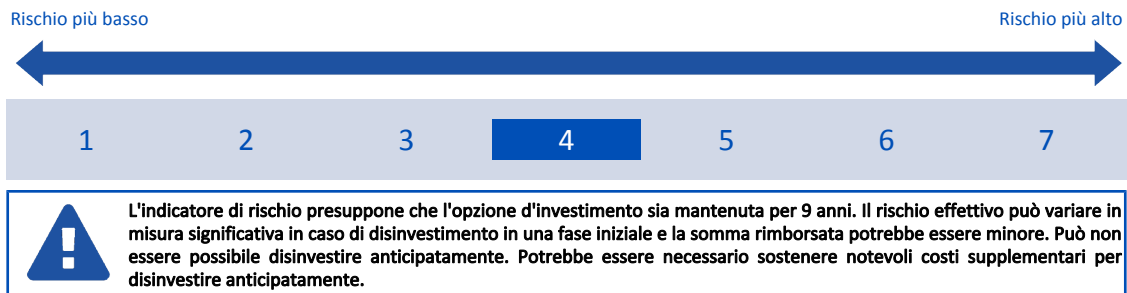 Rischio più basso Rischio più alto
1 2 3 4 5 6 7
L'indicatore di rischio presuppone che l'opzione d'investimento sia mantenuta per 9 anni. Il rischio effettivo può variare in
misura significativa in caso di disinvestimento in una fase iniziale e la somma rimborsata potrebbe essere minore. Può non
essere possibile disinvestire anticipatamente. Potrebbe essere necessario sostenere notevoli costi supplementari per
disinvestire anticipatamente.